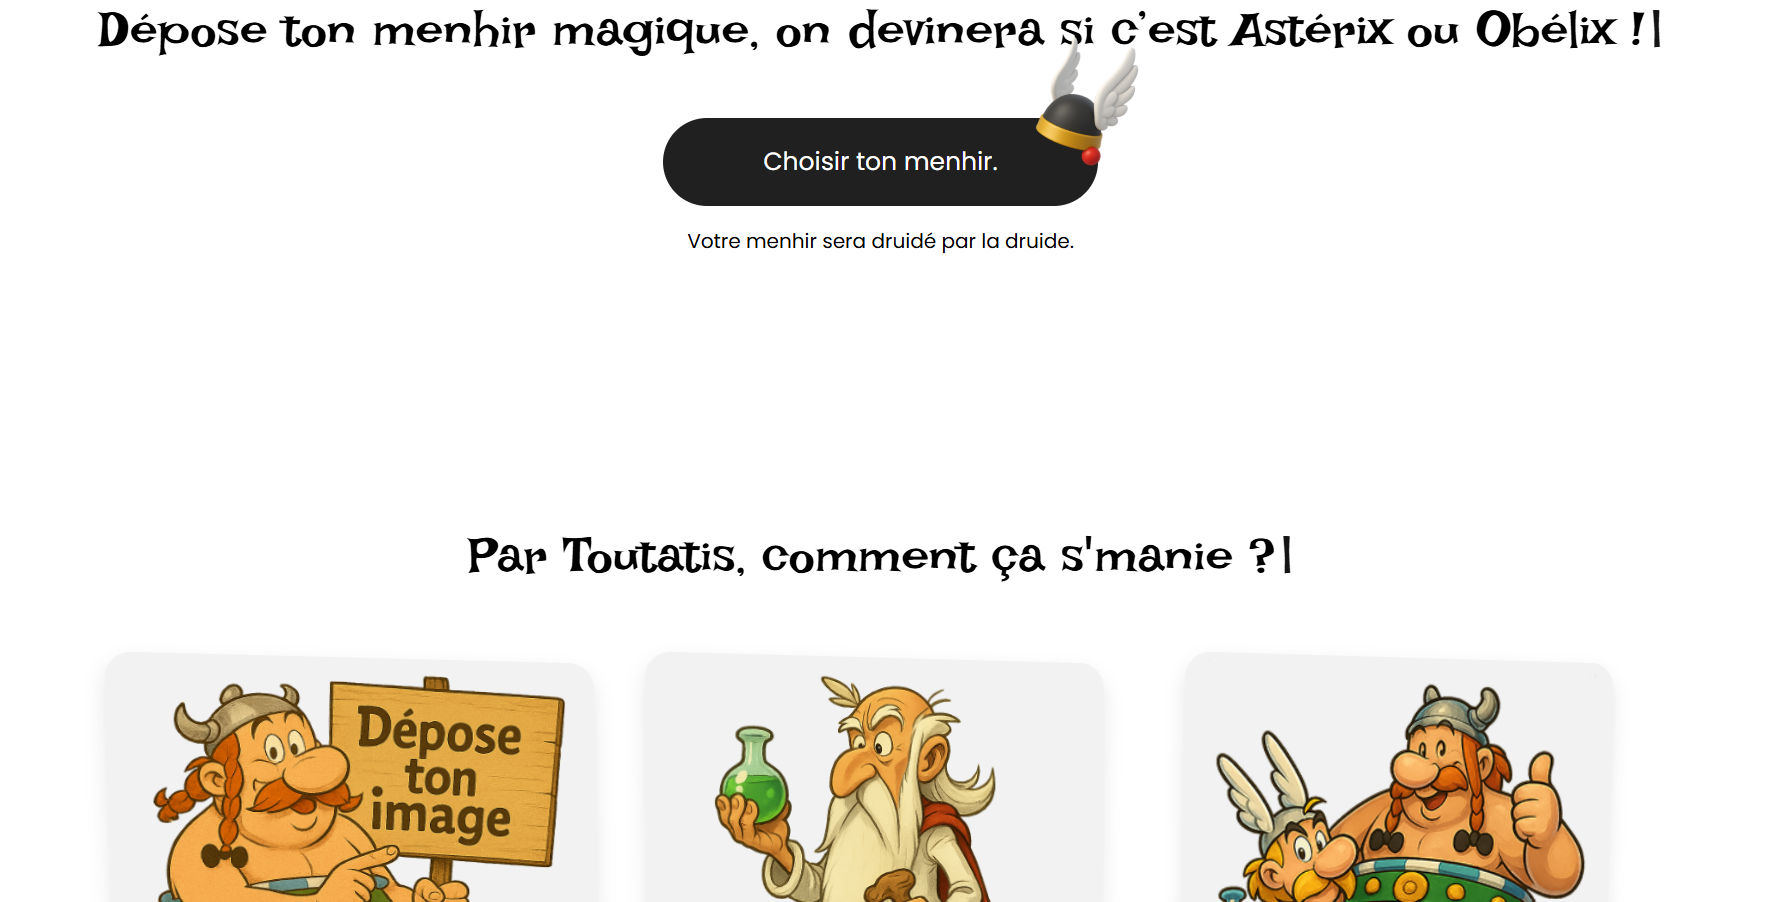 Dépose ton menhir magique, on devinera si c’est Astérix ou Obélix !|
Choisir ton menhir.
Votre menhir sera druidé par la druide.
Par Toutatis, comment ça s'manie ?|
Dépose
ton
image